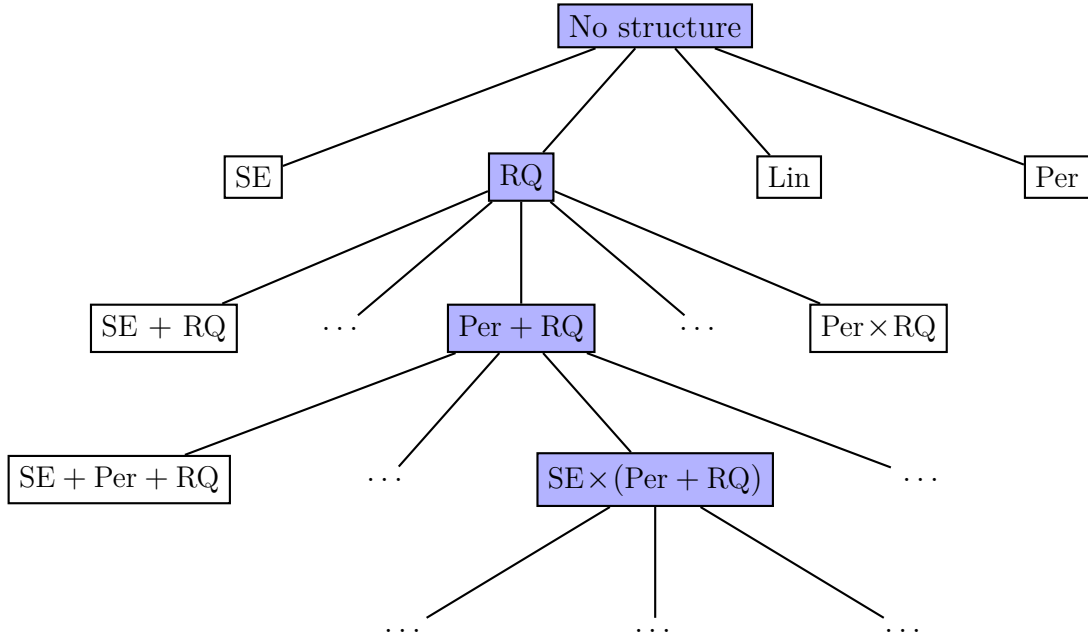 No structure
SE
RQ
Lin
Per
SE + RQ
. . .
Per + RQ
. . .
Per × RQ
SE + Per + RQ
. . .
SE × (Per + RQ)
. . .
. . .
. . .
. . .